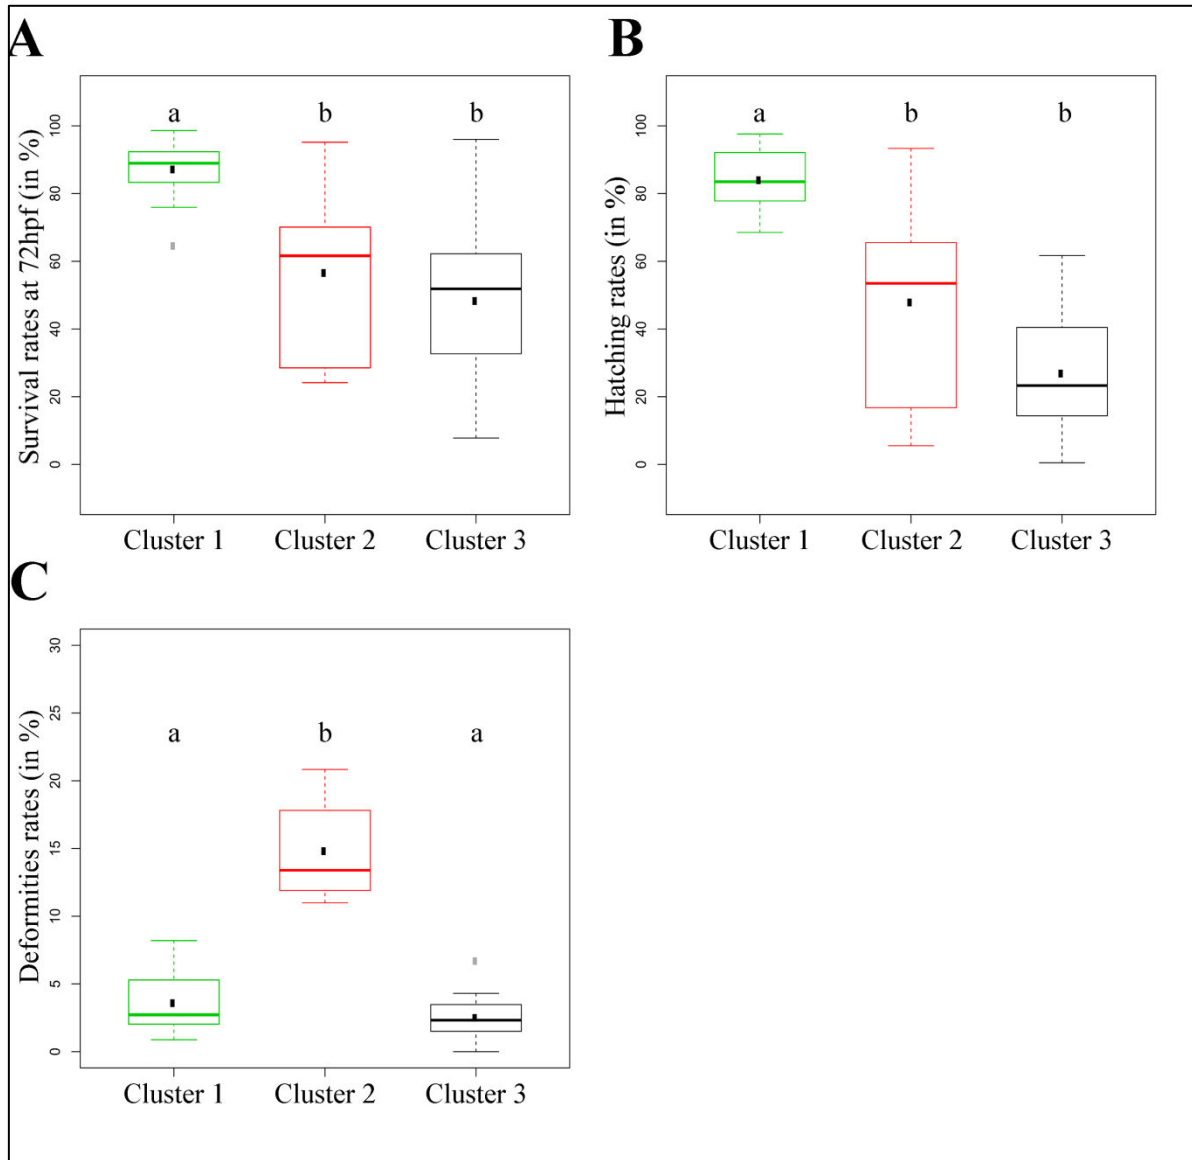 A
Survival rates at 72hpf (in %)
100
80
60
40
20
0
a b b
Cluster 1 Cluster 2 Cluster 3
B
Hatching rates (in %)
100
80
60
40
20
0
a b b
Cluster 1 Cluster 2 Cluster 3
C
Deformities rates (in %)
30
25
20
15
10
5
0
a b a
Cluster 1 Cluster 2 Cluster 3